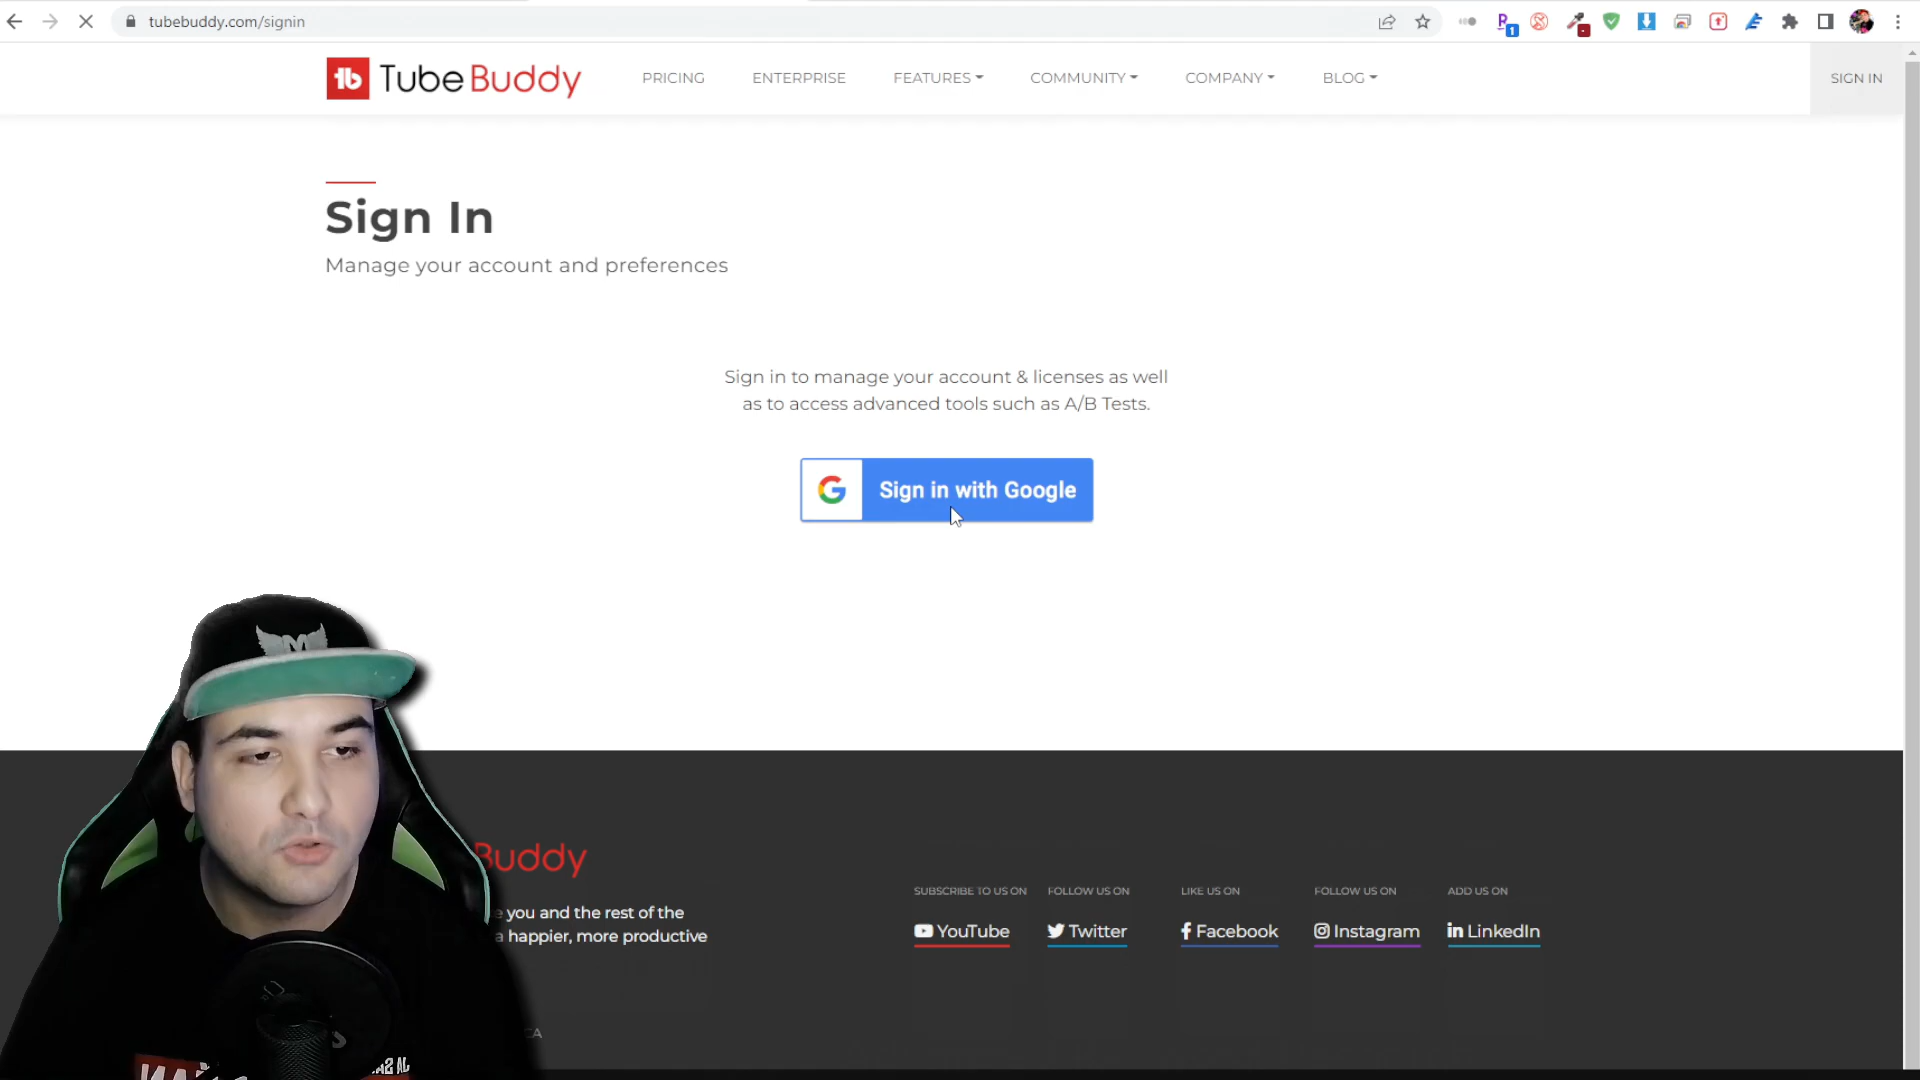 tubebuddy.com/signin
TubeBuddy
PRICING
ENTERPRISE
FEATURES
COMMUNITY
COMPANY
BLOG
SIGN IN
Sign In
Manage your account and preferences
Sign in to manage your account & licenses as well
as to access advanced tools such as A/B Tests.
Sign in with Google
Buddy
you and the rest of the
a happier, more productive
SUBSCRIBE TO US ON
FOLLOW US ON
LIKE US ON
FOLLOW US ON
ADD US ON
YouTube
Twitter
Facebook
Instagram
LinkedIn
CA